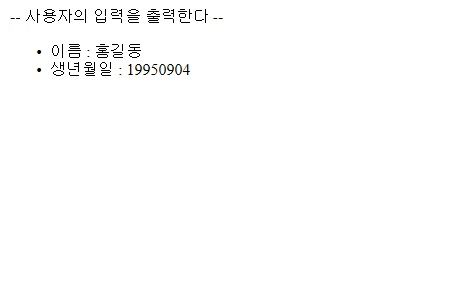 -- 사용자의 입력을 출력한다 --
• 이름 : 홍길동
• 생년월일 : 19950904